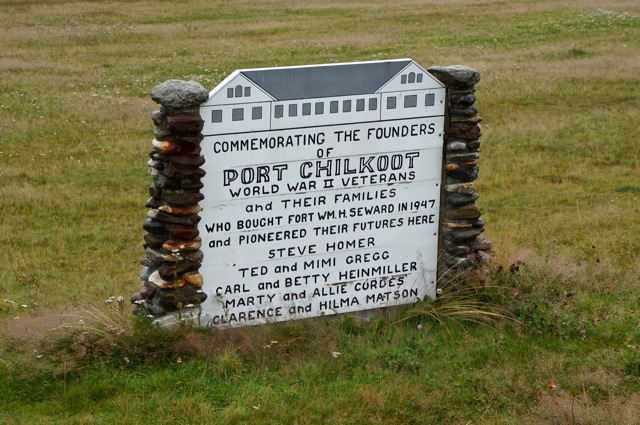 COMMEMORATING THE FOUNDERS
OF
PORT CHILKOOT
WORLD WAR II VETERANS
and THEIR FAMILIES
WHO BOUGHT FORT WM. H. SEWARD IN 1947
and PIONEERED THEIR FUTURES HERE
STEVE HOMER
TED and MIMI GREGG
CARL and BETTY HEINMILLER
MARTY and ALLIE CORDES
CLARENCE and HILMA MATSON